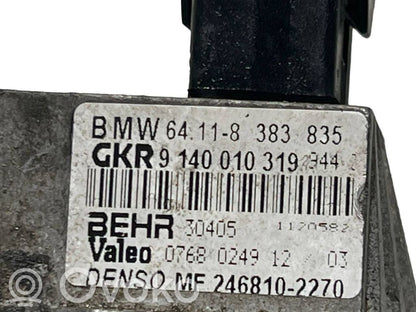 BMW 64.11-8 383 835
GKR 9 140 010 319
BEHR 30405 1120582
Valeo 0768 0249 12 / 03
DENSO MF 246810-2270
Ovoko